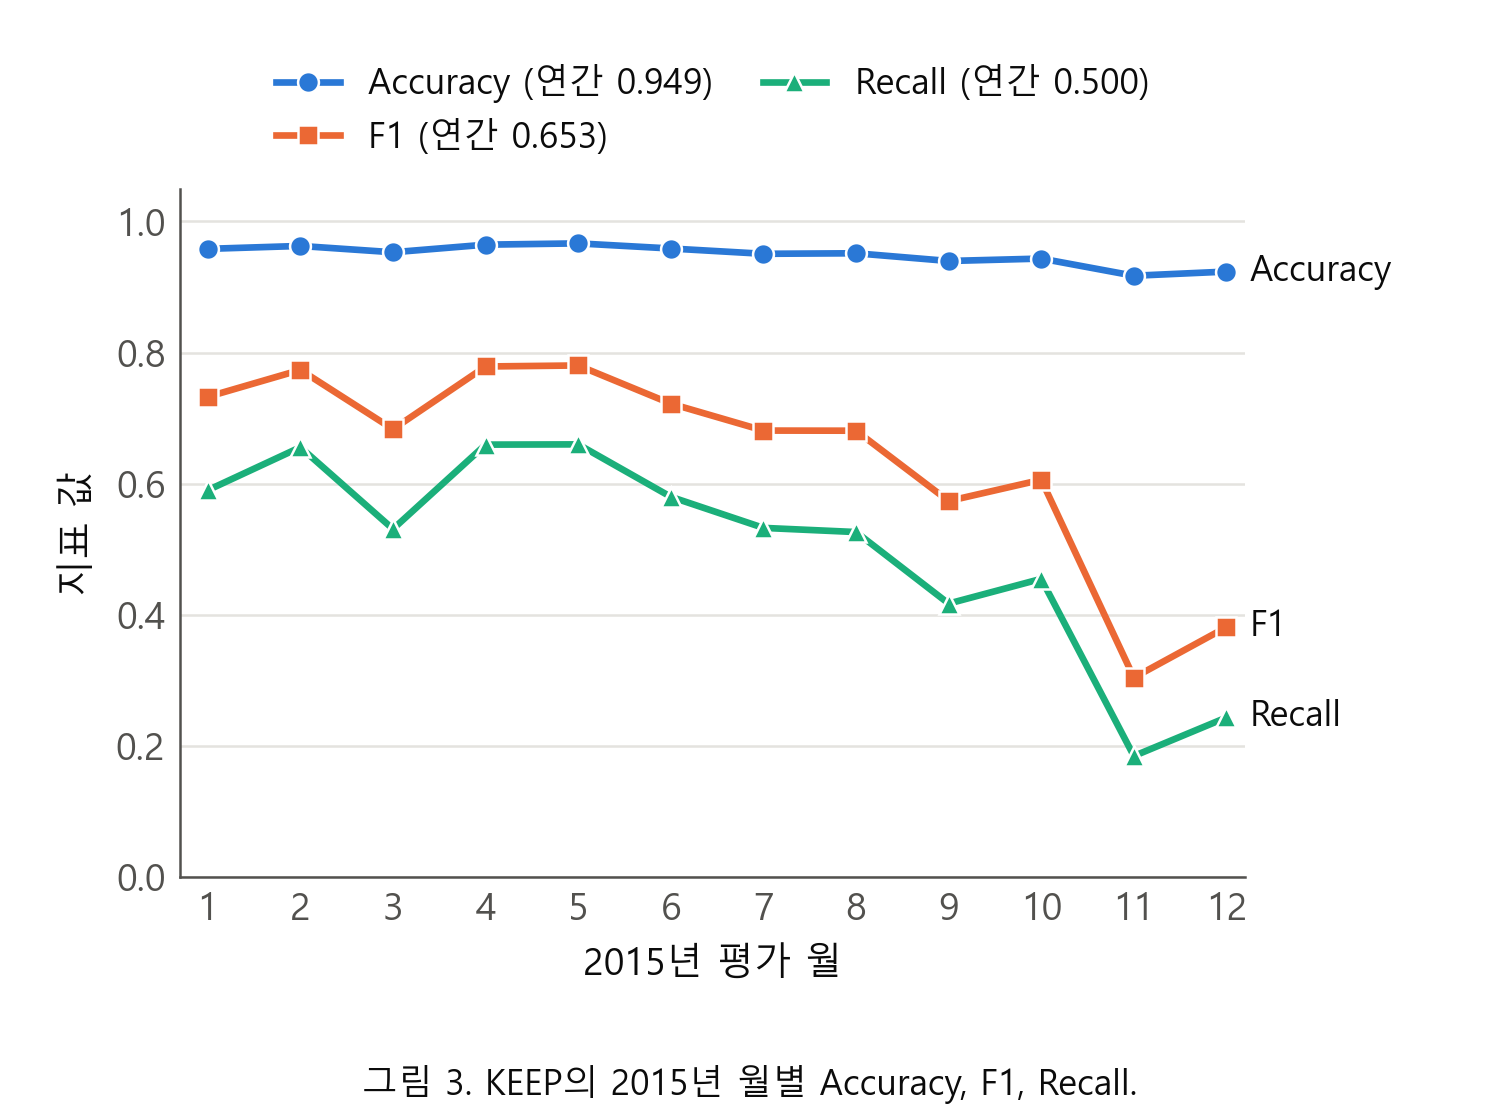 Accuracy (연간 0.949)
Recall (연간 0.500)
F1 (연간 0.653)
지표 값
1.0
0.8
0.6
0.4
0.2
0.0
Accuracy
F1
Recall
1 2 3 4 5 6 7 8 9 10 11 12
2015년 평가 월
그림 3. KEEP의 2015년 월별 Accuracy, F1, Recall.